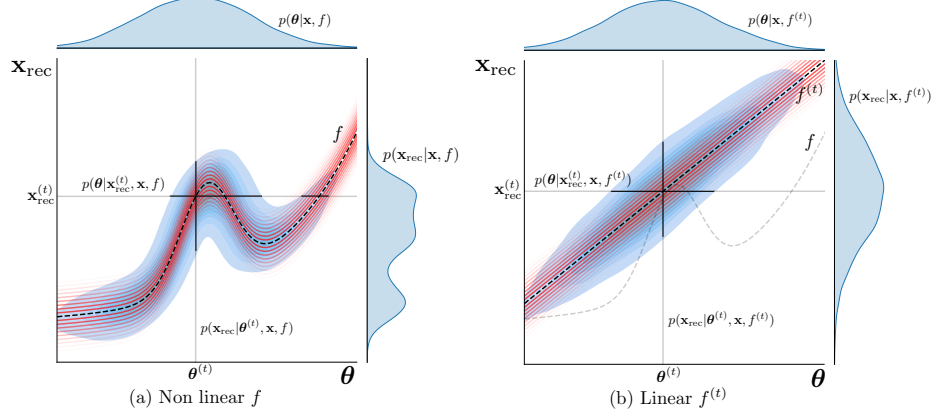 p(θ|x, f)
x_rec
f
p(x_rec|x, f)
p(θ|x_rec^(t), x, f)
x_rec^(t)
p(x_rec|θ^(t), x, f)
θ^(t)
θ
(a) Non linear f
p(θ|x, f^(t))
x_rec
f^(t)
p(x_rec|x, f^(t))
f
p(θ|x_rec^(t), x, f^(t))
x_rec^(t)
p(x_rec|θ^(t), x, f^(t))
θ^(t)
θ
(b) Linear f^(t)